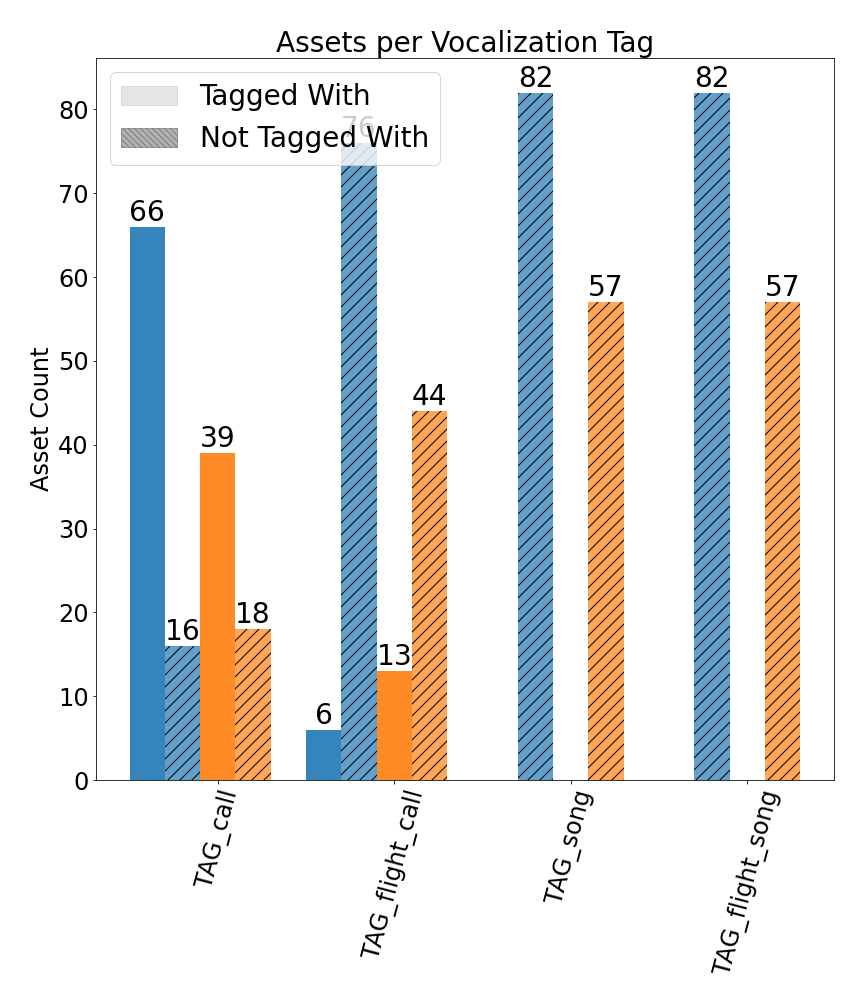 Assets per Vocalization Tag
Tagged With
Not Tagged With
Asset Count
80
70
60
50
40
30
20
10
0
66
16
39
18
6
76
13
44
82
57
82
57
TAG_call
TAG_flight_call
TAG_song
TAG_flight_song